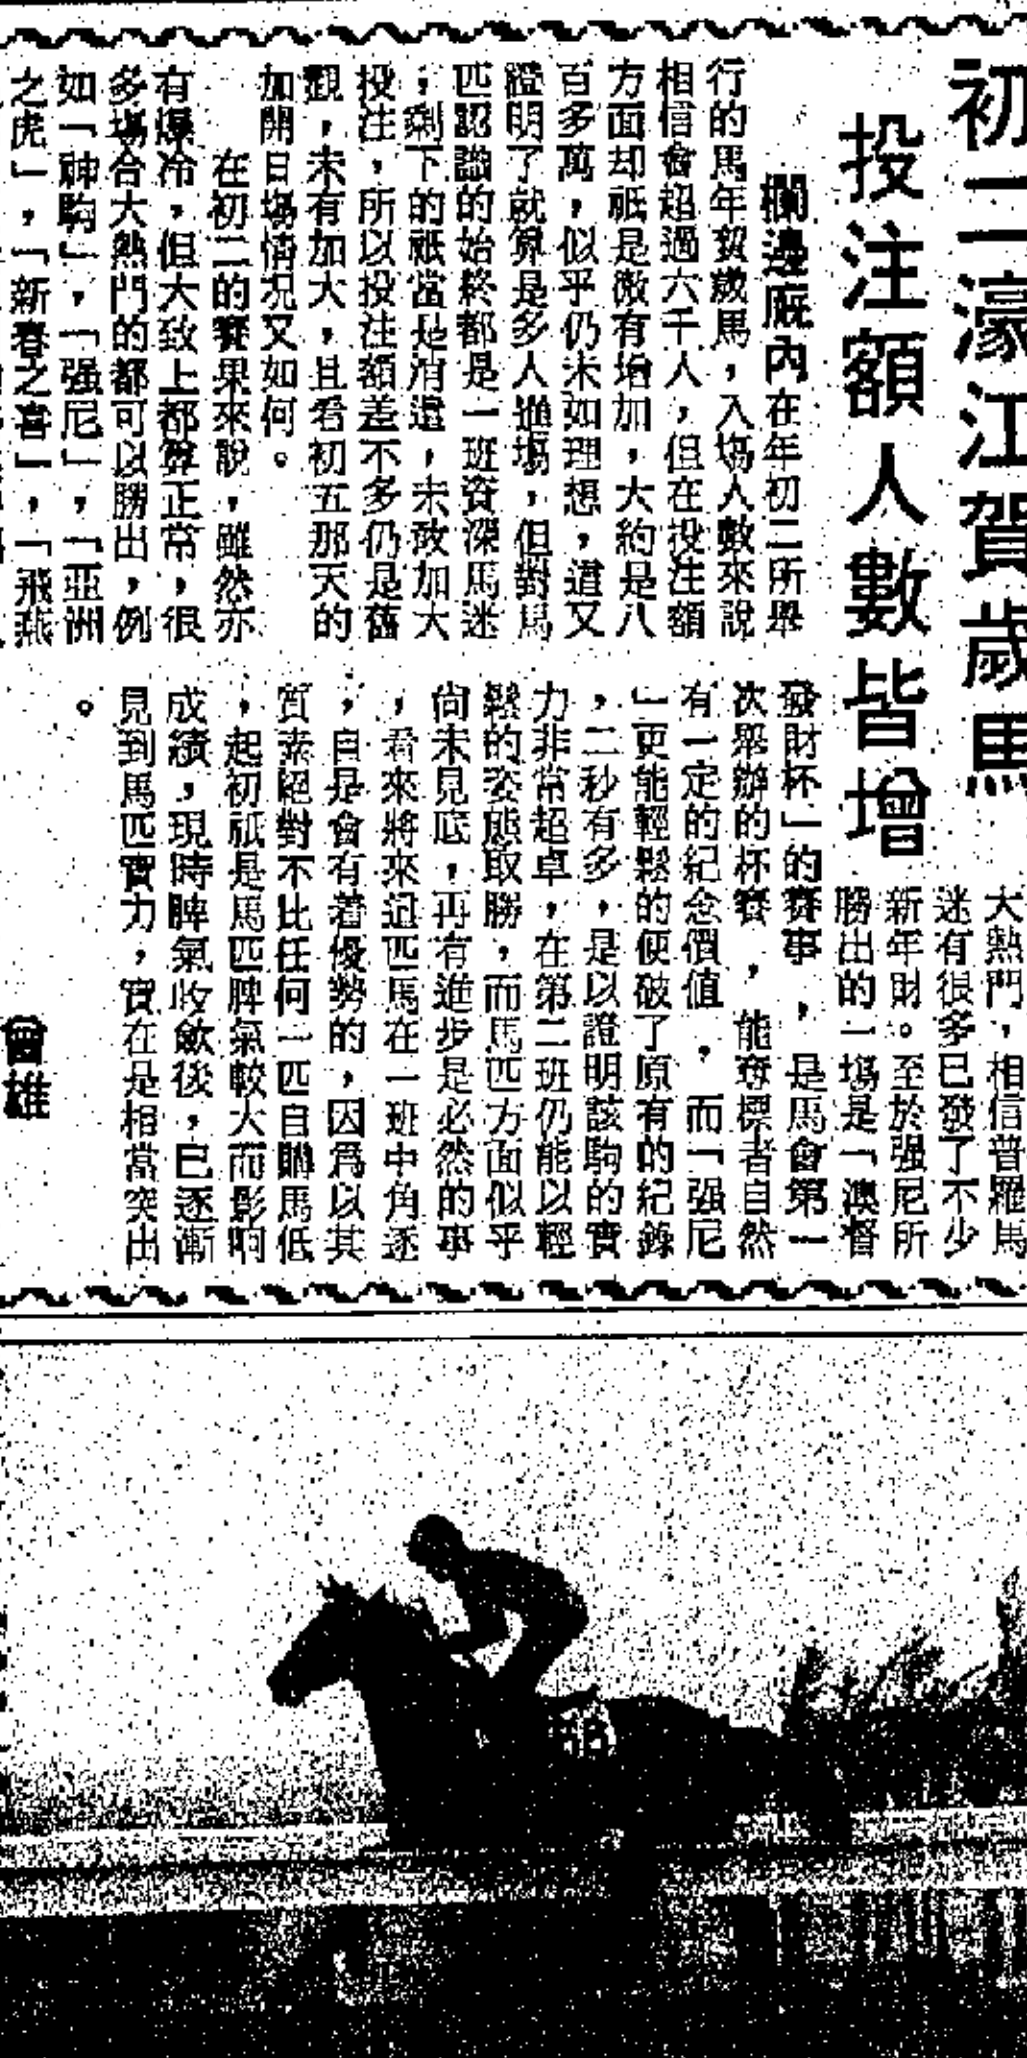 初二濠江賀歲馬
投注額人數皆增
欄邊廐內
在年初二所舉
行的馬年賀歲馬，入塲人數來說
相信會超過六千人，但在投注額
方面却祇是微有增加，大約是八
百多萬，似乎仍未如理想，這又
證明了就算是多人進塲，但對馬
匹認識的始終都是一班資深馬迷
，剩下的祇當是消遣，未敢加大
投注，所以投注額差不多仍是舊
觀，未有加大，且看初五那天的
加開日塲情況又如何。
在初二的賽果來說，雖然亦
有爆冷，但大致上都算正常，很
多塲合大熱門的都可以勝出，例
如「神駒」，「强尼」，「亞洲
之虎」，「新春之喜」，「飛燕
大熱門，相信普羅馬
迷有很多已發了不少
新年財。至於强尼所
勝出的一塲是「澳督
發財杯」的賽事，是馬會第一
次舉辦的杯賽，能奪標者自然
有一定的紀念價值，而「强尼
」更能輕鬆的便破了原有的紀錄
，二秒有多，是以證明該駒的實
力非常超卓，在第二班仍能以輕
鬆的姿態取勝，而馬匹方面似乎
尚未見底，再有進步是必然的事
，看來將來這匹馬在一班中角逐
，自是會有着優勢的，因爲以其
質素絕對不比任何一匹自購馬低
，起初祇是馬匹脾氣較大而影响
成績，現時脾氣收歛後，已逐漸
見到馬匹實力，實在是相當突出
。
曾雄